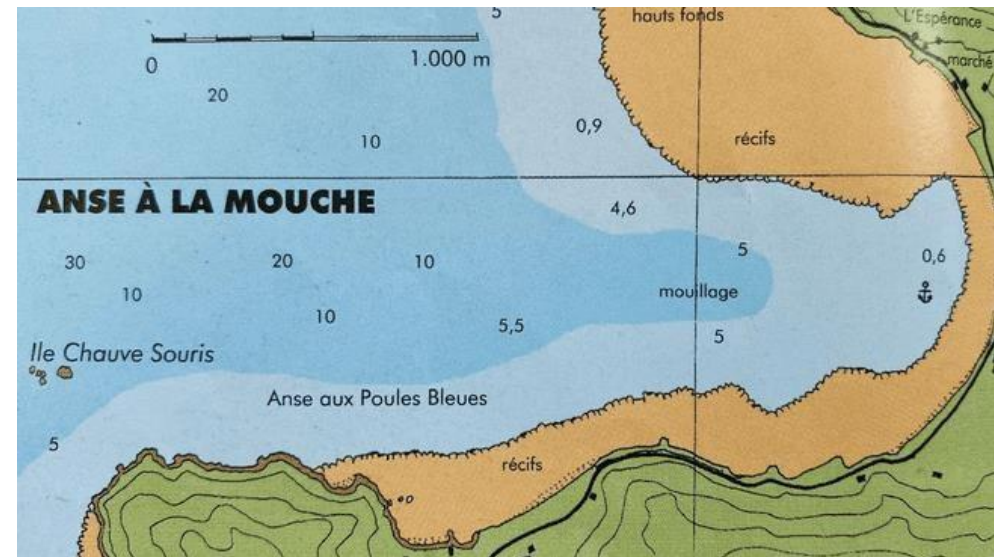 5
hauts fonds
L'Espérance
0
1.000 m
marché
20
0,9
10
récifs
ANSE À LA MOUCHE
4,6
5
0,6
30
20
10
10
mouillage
10
5,5
5
Ile Chauve Souris
Anse aux Poules Bleues
5
récifs